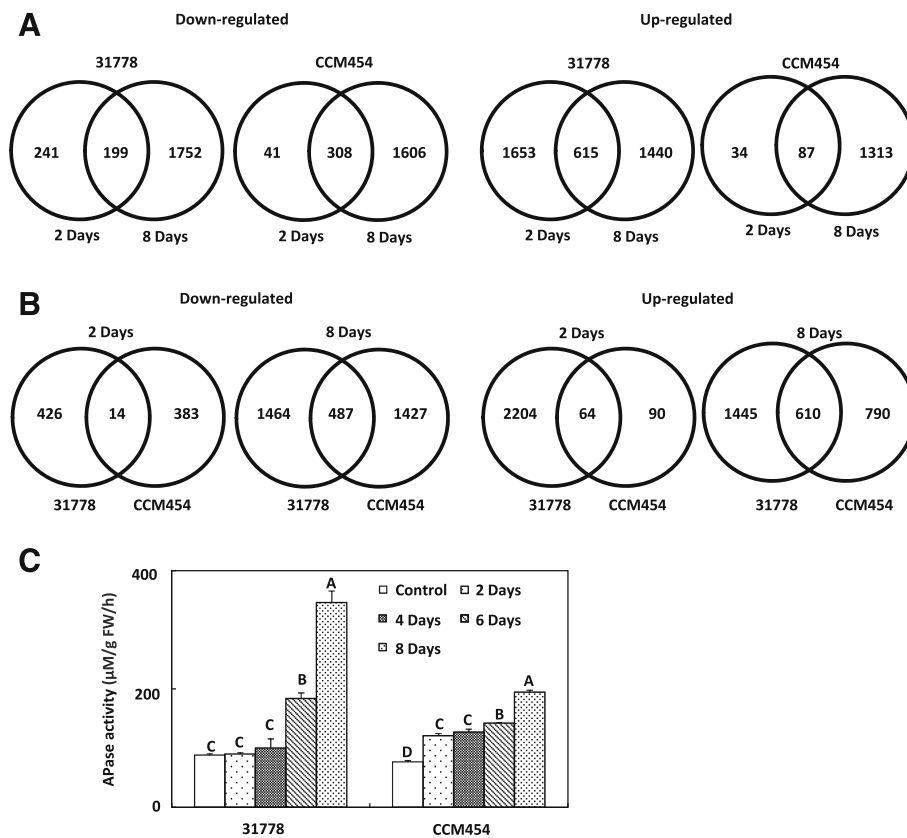 A
Down-regulated
Up-regulated
31778
CCM454
31778
CCM454
241
199
1752
41
308
1606
1653
615
1440
34
87
1313
2 Days
8 Days
2 Days
8 Days
2 Days
8 Days
2 Days
8 Days
B
Down-regulated
Up-regulated
2 Days
8 Days
2 Days
8 Days
426
14
383
1464
487
1427
2204
64
90
1445
610
790
31778
CCM454
31778
CCM454
31778
CCM454
31778
CCM454
C
APase activity (μM/g FW/h)
400
200
0
Control
2 Days
4 Days
6 Days
8 Days
C
C
C
B
A
D
C
C
B
A
31778
CCM454